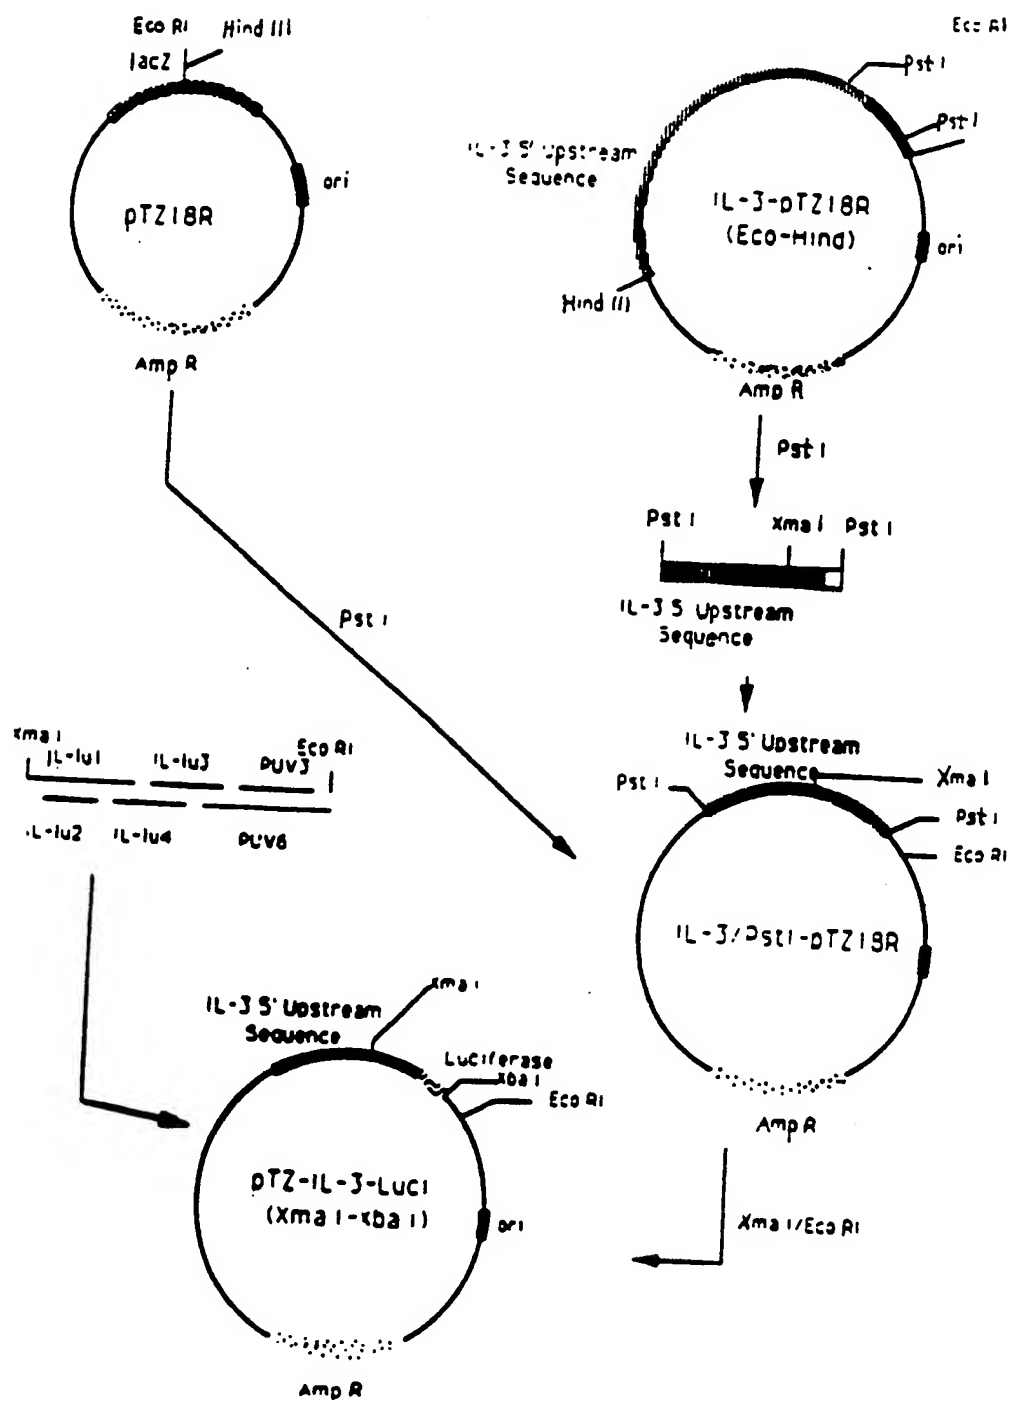 Eco RI
Hind III
lacZ
ori
pTZ18R
Amp R
Eco RI
Pst I
Pst I
IL-3 5' Upstream
Sequence
IL-3-pTZ18R
(Eco-Hind)
ori
Hind III
Amp R
Pst I
Pst I
Xma I
Pst I
IL-3 5 Upstream
Sequence
Pst I
Xma I
Eco RI
IL-lu1
IL-lu3
PUV3
IL-lu2
IL-lu4
PUV6
IL-3 5' Upstream
Sequence
Xma I
Pst I
Pst I
Eco RI
IL-3/Pst1-pTZ18R
Amp R
Xma I/Eco RI
Xma I
IL-3 5' Upstream
Sequence
Luciferase
Xba I
Eco RI
pTZ-IL-3-Luc1
(Xma I-Xba I)
ori
Amp R